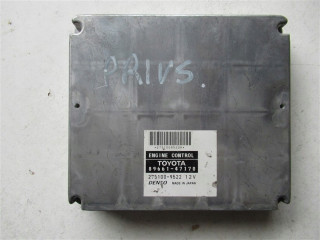 PRIUS.
ENGINE CONTROL
TOYOTA
89661-47170
275100-9522 12V
DENSO MADE IN JAPAN